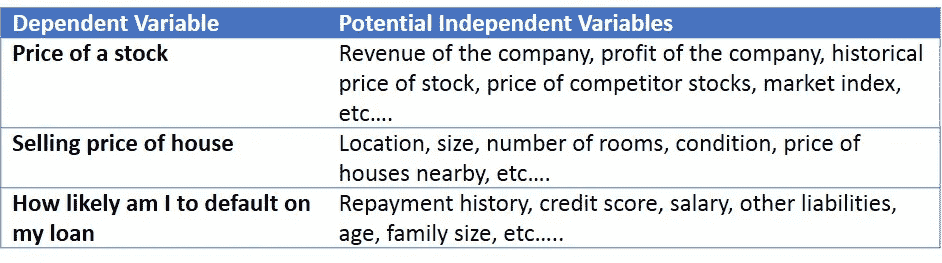 Dependent Variable Potential Independent Variables
Price of a stock Revenue of the company, profit of the company, historical
price of stock, price of competitor stocks, market index,
etc....
Selling price of house Location, size, number of rooms, condition, price of
houses nearby, etc....
How likely am I to default on Repayment history, credit score, salary, other liabilities,
my loan age, family size, etc.....